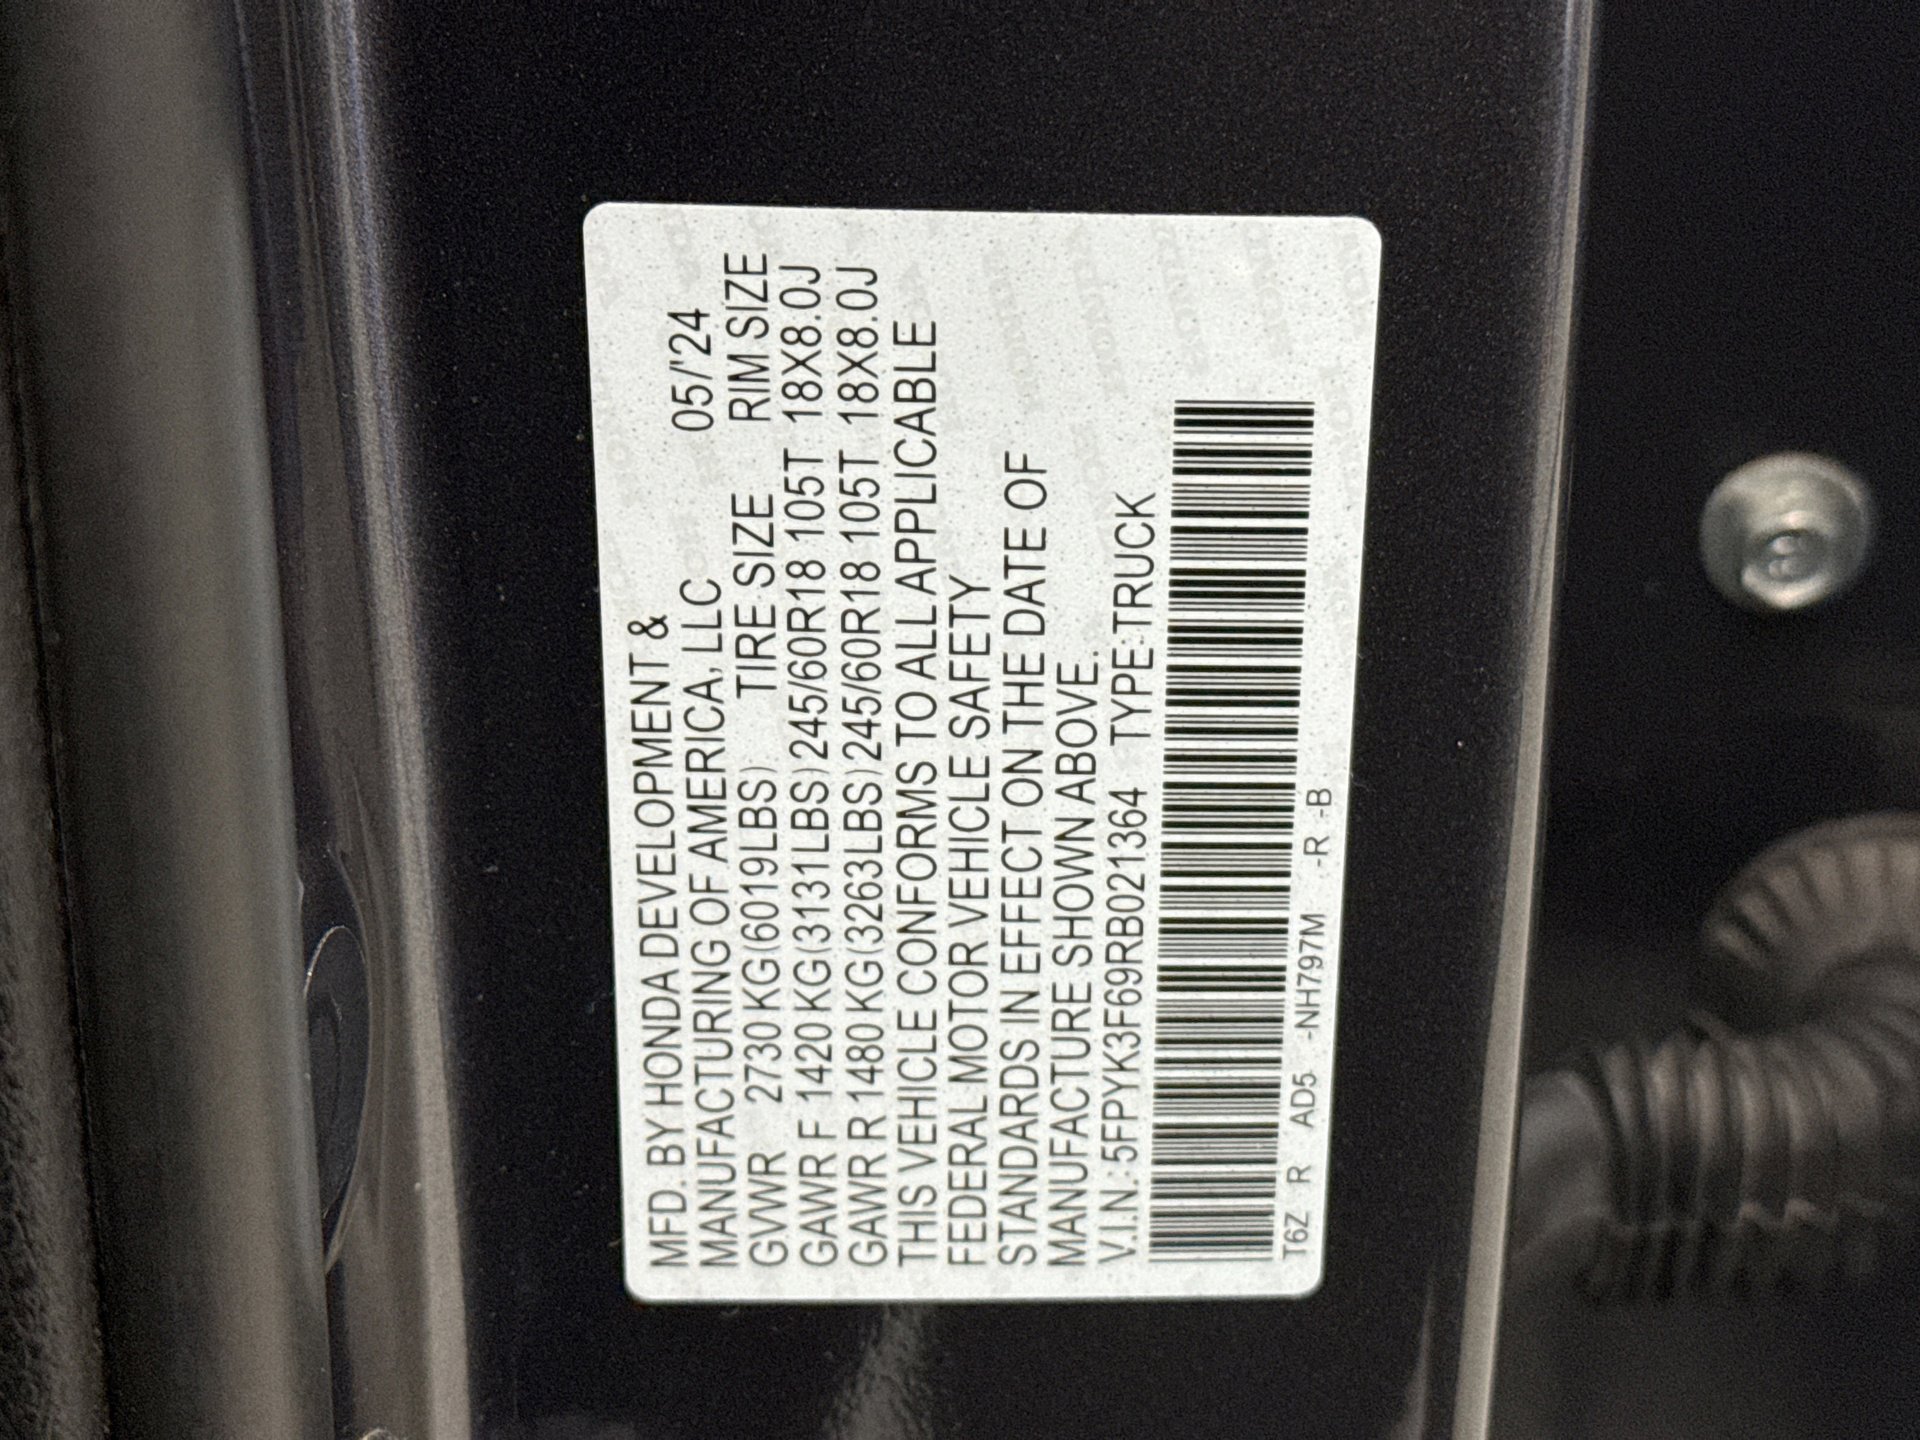 MFD. BY HONDA DEVELOPMENT &
MANUFACTURING OF AMERICA, LLC 05/'24
GVWR 2730 KG(6019LBS) TIRE SIZE RIM SIZE
GAWR F 1420 KG(3131LBS) 245/60R18 105T 18X8.0J
GAWR R 1480 KG(3263LBS) 245/60R18 105T 18X8.0J
THIS VEHICLE CONFORMS TO ALL APPLICABLE
FEDERAL MOTOR VEHICLE SAFETY
STANDARDS IN EFFECT ON THE DATE OF
MANUFACTURE SHOWN ABOVE.
V.I.N.: 5FPYK3F69RB021364 TYPE:TRUCK
T6Z R AD5 -NH797M -R -B